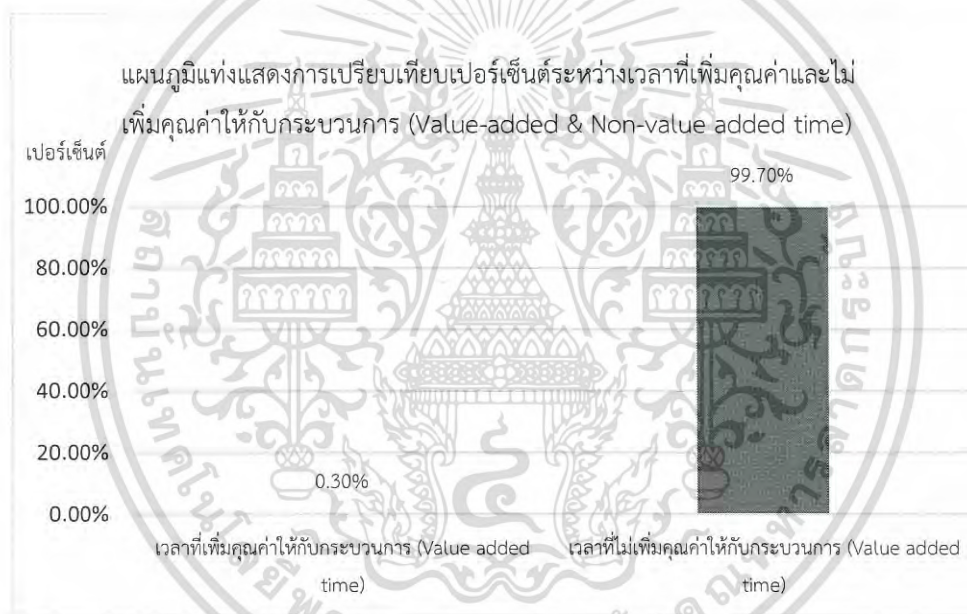 แผนภูมิแท่งแสดงการเปรียบเทียบเปอร์เซ็นต์ระหว่างเวลาที่เพิ่มคุณค่าและไม่
เพิ่มคุณค่าให้กับกระบวนการ (Value-added & Non-value added time)
เปอร์เซ็นต์
99.70%
100.00%
80.00%
60.00%
40.00%
20.00%
0.30%
0.00%
เวลาที่เพิ่มคุณค่าให้กับกระบวนการ (Value added
time)
เวลาที่ไม่เพิ่มคุณค่าให้กับกระบวนการ (Value added
time)